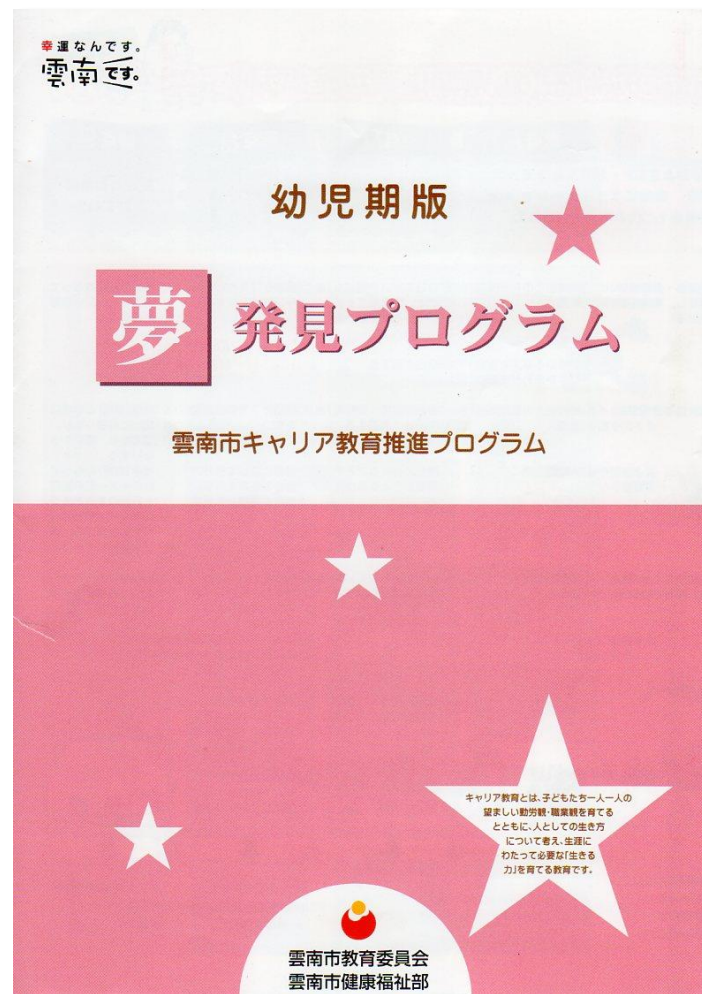 幸運なんです。
雲南です。
幼児期版
夢 発見プログラム
雲南市キャリア教育推進プログラム
キャリア教育とは、子どもたち一人一人の
望ましい勤労観・職業観を育てる
とともに、人としての生き方
について考え、生涯に
わたって必要な「生きる
力」を育てる教育です。
雲南市教育委員会
雲南市健康福祉部